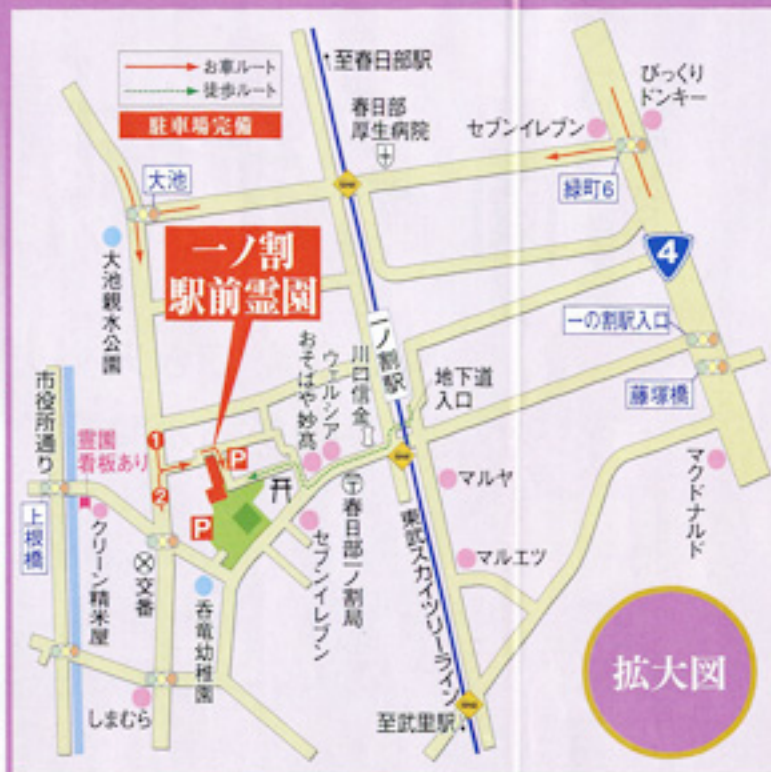 お車ルート
徒歩ルート
駐車場完備
↑至春日部駅
春日部
厚生病院
セブンイレブン
びっくり
ドンキー
大池
緑町6
4
一ノ割
駅前霊園
大池親水公園
一ノ割駅
一の割駅入口
藤塚橋
地下道
入口
川口信金
ウェルシア
おそばや妙高
市役所通り
霊園
看板あり
1
2
P
P
上根橋
クリーン精米屋
交番
呑竜幼稚園
セブンイレブン
春日部一ノ割局
マルヤ
マルエツ
マクドナルド
東武スカイツリーライン
しまむら
至武里駅
拡大図